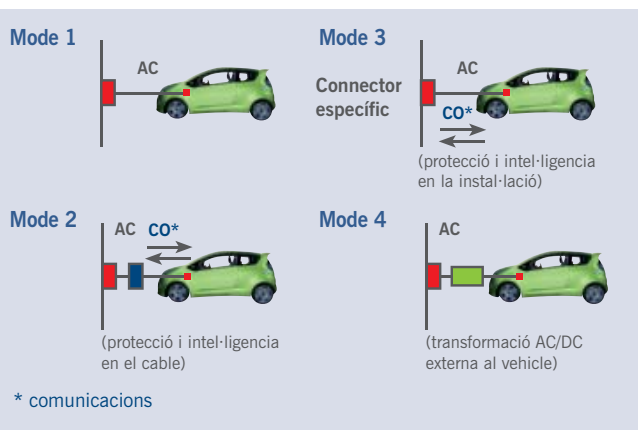 Mode 1
AC
Mode 3
AC
Connector
específic
CO*
(protecció i intel·ligencia
en la instal·lació)
Mode 2
AC CO*
(protecció i intel·ligencia
en el cable)
Mode 4
AC
(transformació AC/DC
externa al vehicle)
* comunicacions